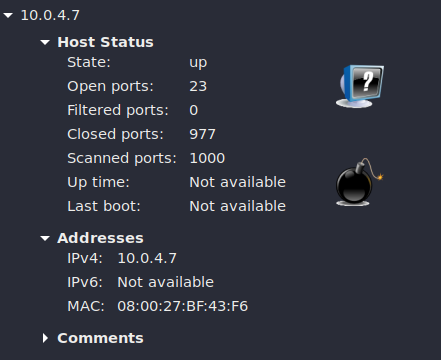 10.0.4.7
Host Status
State: up
Open ports: 23
Filtered ports: 0
Closed ports: 977
Scanned ports: 1000
Up time: Not available
Last boot: Not available
Addresses
IPv4: 10.0.4.7
IPv6: Not available
MAC: 08:00:27:BF:43:F6
Comments
?